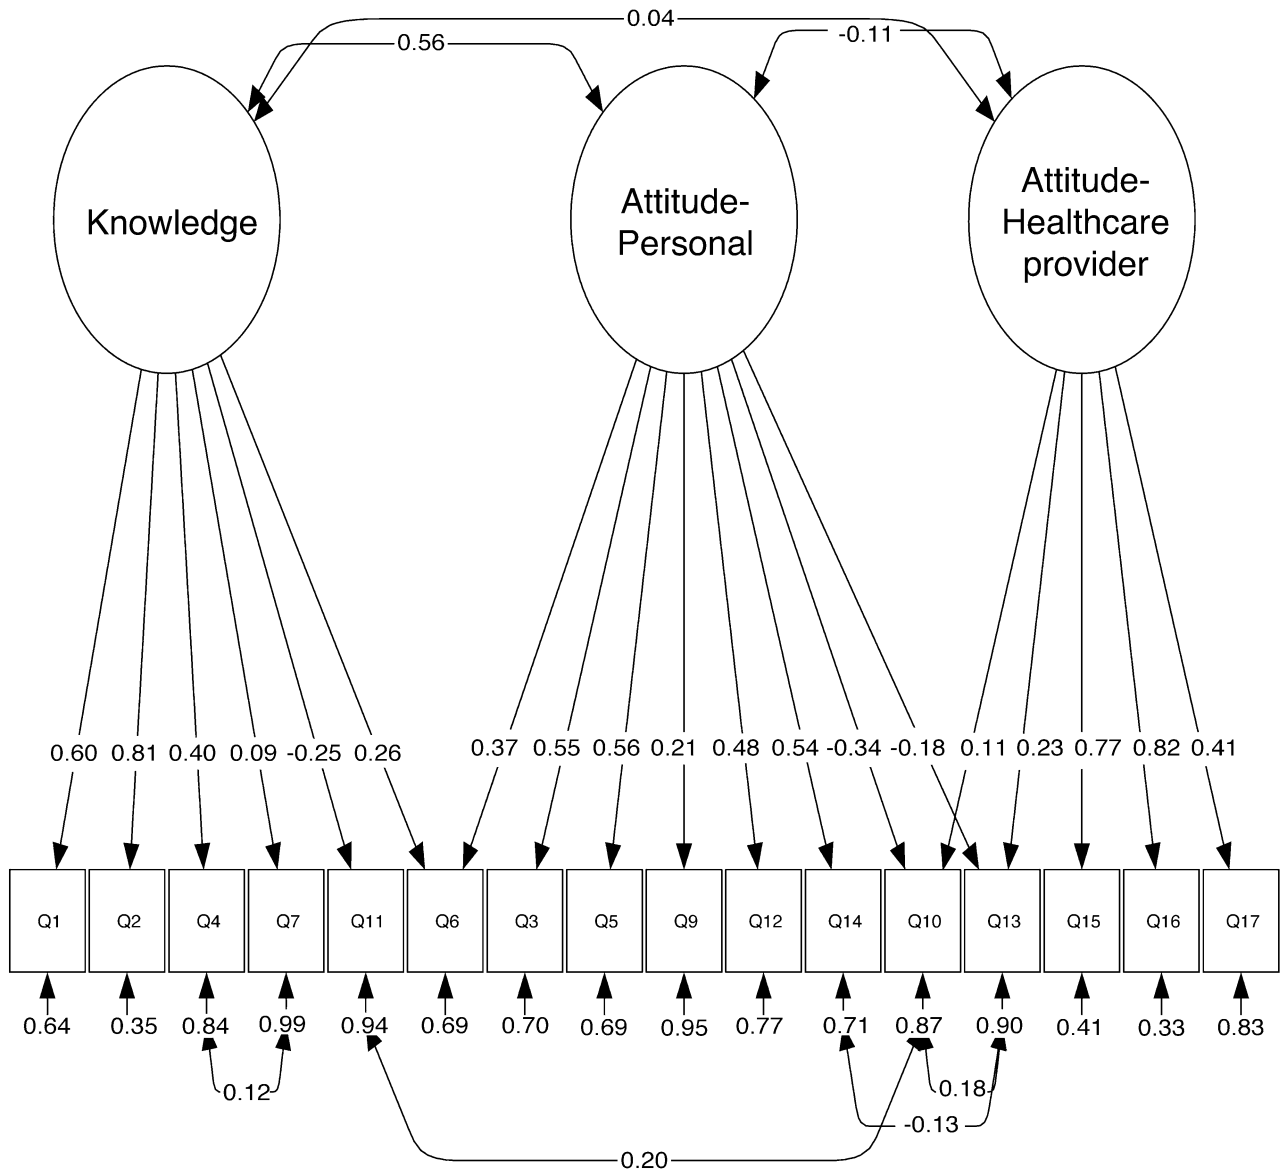 0.04
0.56
-0.11
Knowledge
Attitude-
Personal
Attitude-
Healthcare
provider
0.60 0.81 0.40 0.09 -0.25 0.26
0.37 0.55 0.56 0.21 0.48 0.54 -0.34 -0.18 0.11 0.23 0.77 0.82 0.41
Q1 Q2 Q4 Q7 Q11 Q6 Q3 Q5 Q9 Q12 Q14 Q10 Q13 Q15 Q16 Q17
0.64 0.35 0.84 0.99 0.94 0.69 0.70 0.69 0.95 0.77 0.71 0.87 0.90 0.41 0.33 0.83
0.12
0.18
-0.13
0.20